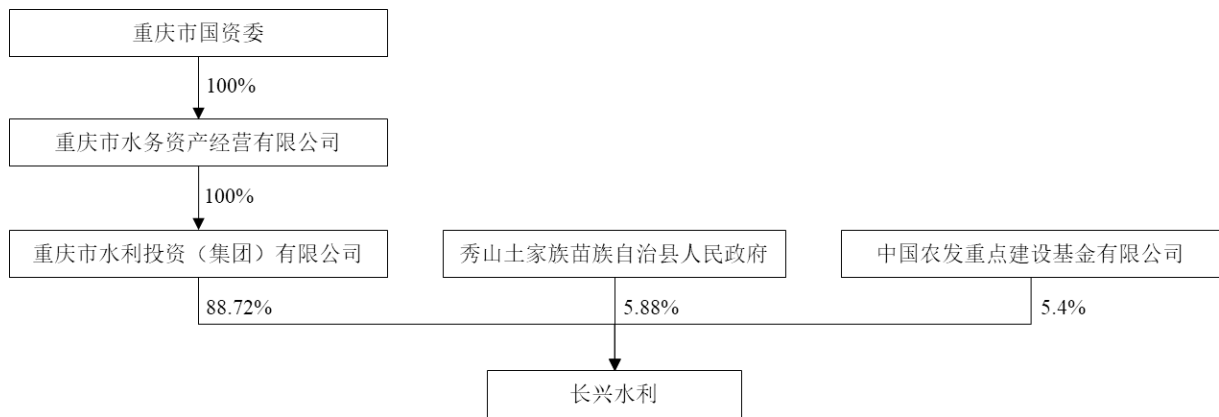 重庆市国资委
100%
重庆市水务资产经营有限公司
100%
重庆市水利投资（集团）有限公司
秀山土家族苗族自治县人民政府
中国农发重点建设基金有限公司
88.72%
5.88%
5.4%
长兴水利